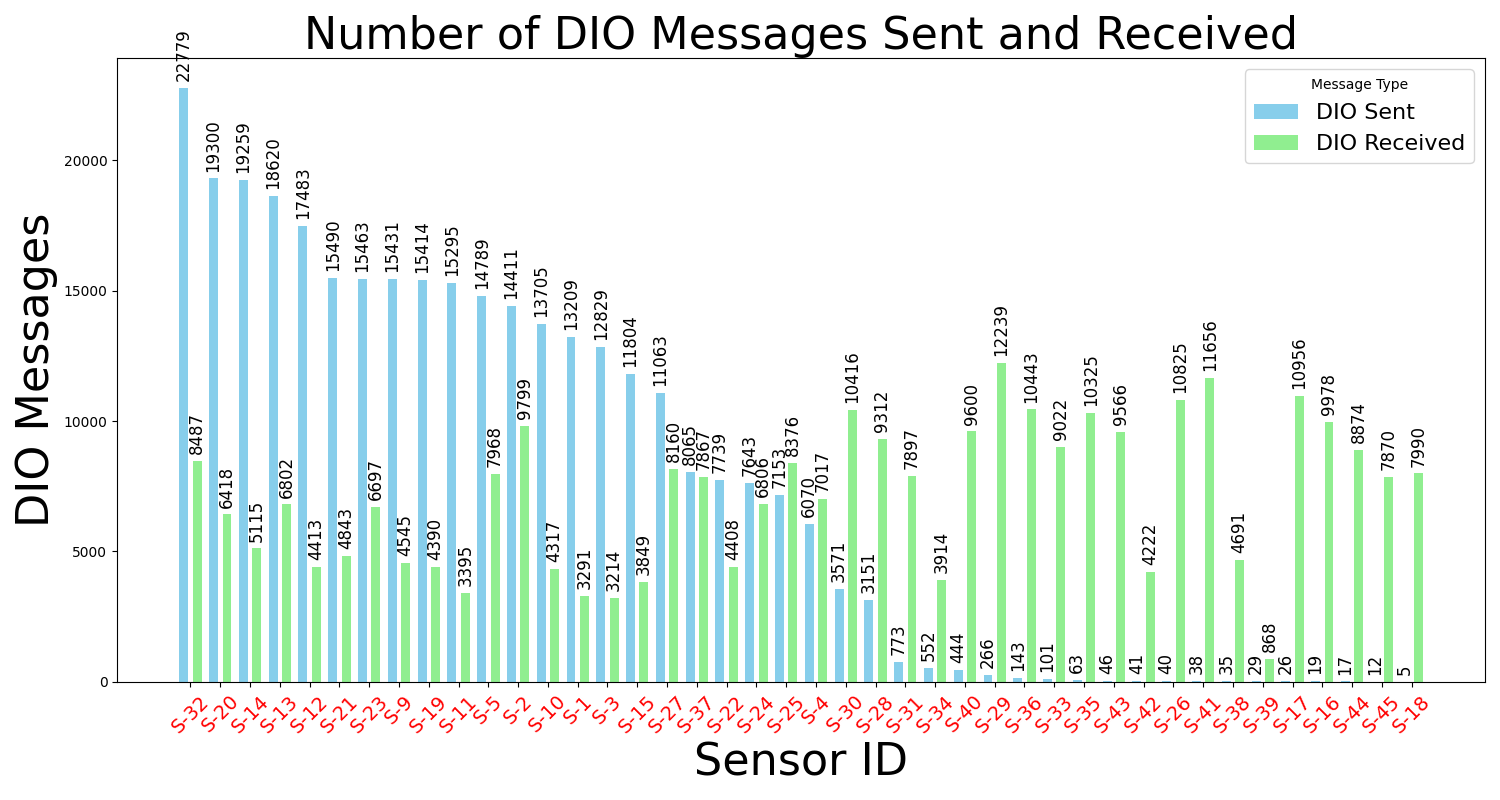 Number of DIO Messages Sent and Received
DIO Messages
20000
15000
10000
5000
0
Message Type
DIO Sent
DIO Received
22779
8487
19300
6418
19259
5115
18620
6802
17483
4413
15490
4843
15463
6697
15431
4545
15414
4390
15295
3395
14789
7968
14411
9799
13705
4317
13209
3291
12829
3214
11804
3849
11063
8160
8065
7867
7739
4408
7643
6806
7153
8376
6070
7017
3571
10416
3151
9312
773
7897
552
3914
444
9600
266
12239
143
10443
101
9022
63
10325
46
9566
41
4222
40
10825
38
11656
35
4691
29
868
26
10956
19
9978
17
8874
12
7870
5
7990
S-32
S-20
S-14
S-13
S-12
S-21
S-23
S-9
S-19
S-11
S-5
S-2
S-10
S-1
S-3
S-15
S-27
S-37
S-22
S-24
S-25
S-4
S-30
S-28
S-31
S-34
S-40
S-29
S-36
S-33
S-35
S-43
S-42
S-26
S-41
S-38
S-39
S-17
S-16
S-44
S-45
S-18
Sensor ID